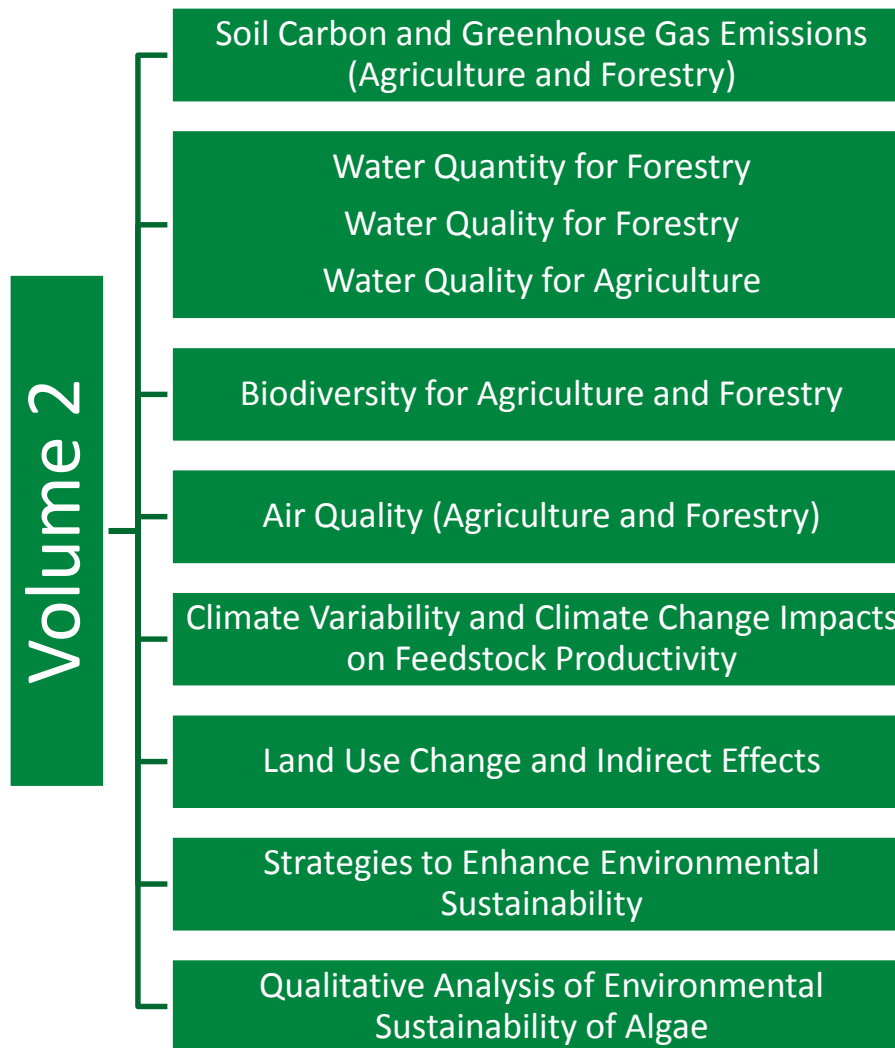 Volume 2
Soil Carbon and Greenhouse Gas Emissions
(Agriculture and Forestry)
Water Quantity for Forestry
Water Quality for Forestry
Water Quality for Agriculture
Biodiversity for Agriculture and Forestry
Air Quality (Agriculture and Forestry)
Climate Variability and Climate Change Impacts
on Feedstock Productivity
Land Use Change and Indirect Effects
Strategies to Enhance Environmental
Sustainability
Qualitative Analysis of Environmental
Sustainability of Algae